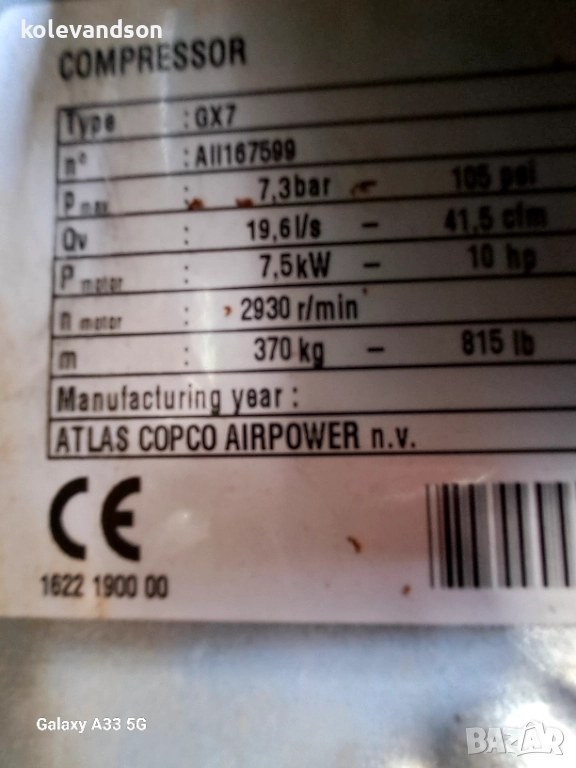 kolevandson
COMPRESSOR
Type : GX7
n° : AII167599
P max : 7,3bar – 105 psi
Qv : 19,6l/s – 41,5 cfm
P motor : 7,5kW – 10 hp
n motor : 2930 r/min
m : 370kg – 815 lb
Manufacturing year :
ATLAS COPCO AIRPOWER n.v.
CE
1622 1900 00
Galaxy A33 5G
BAZAR